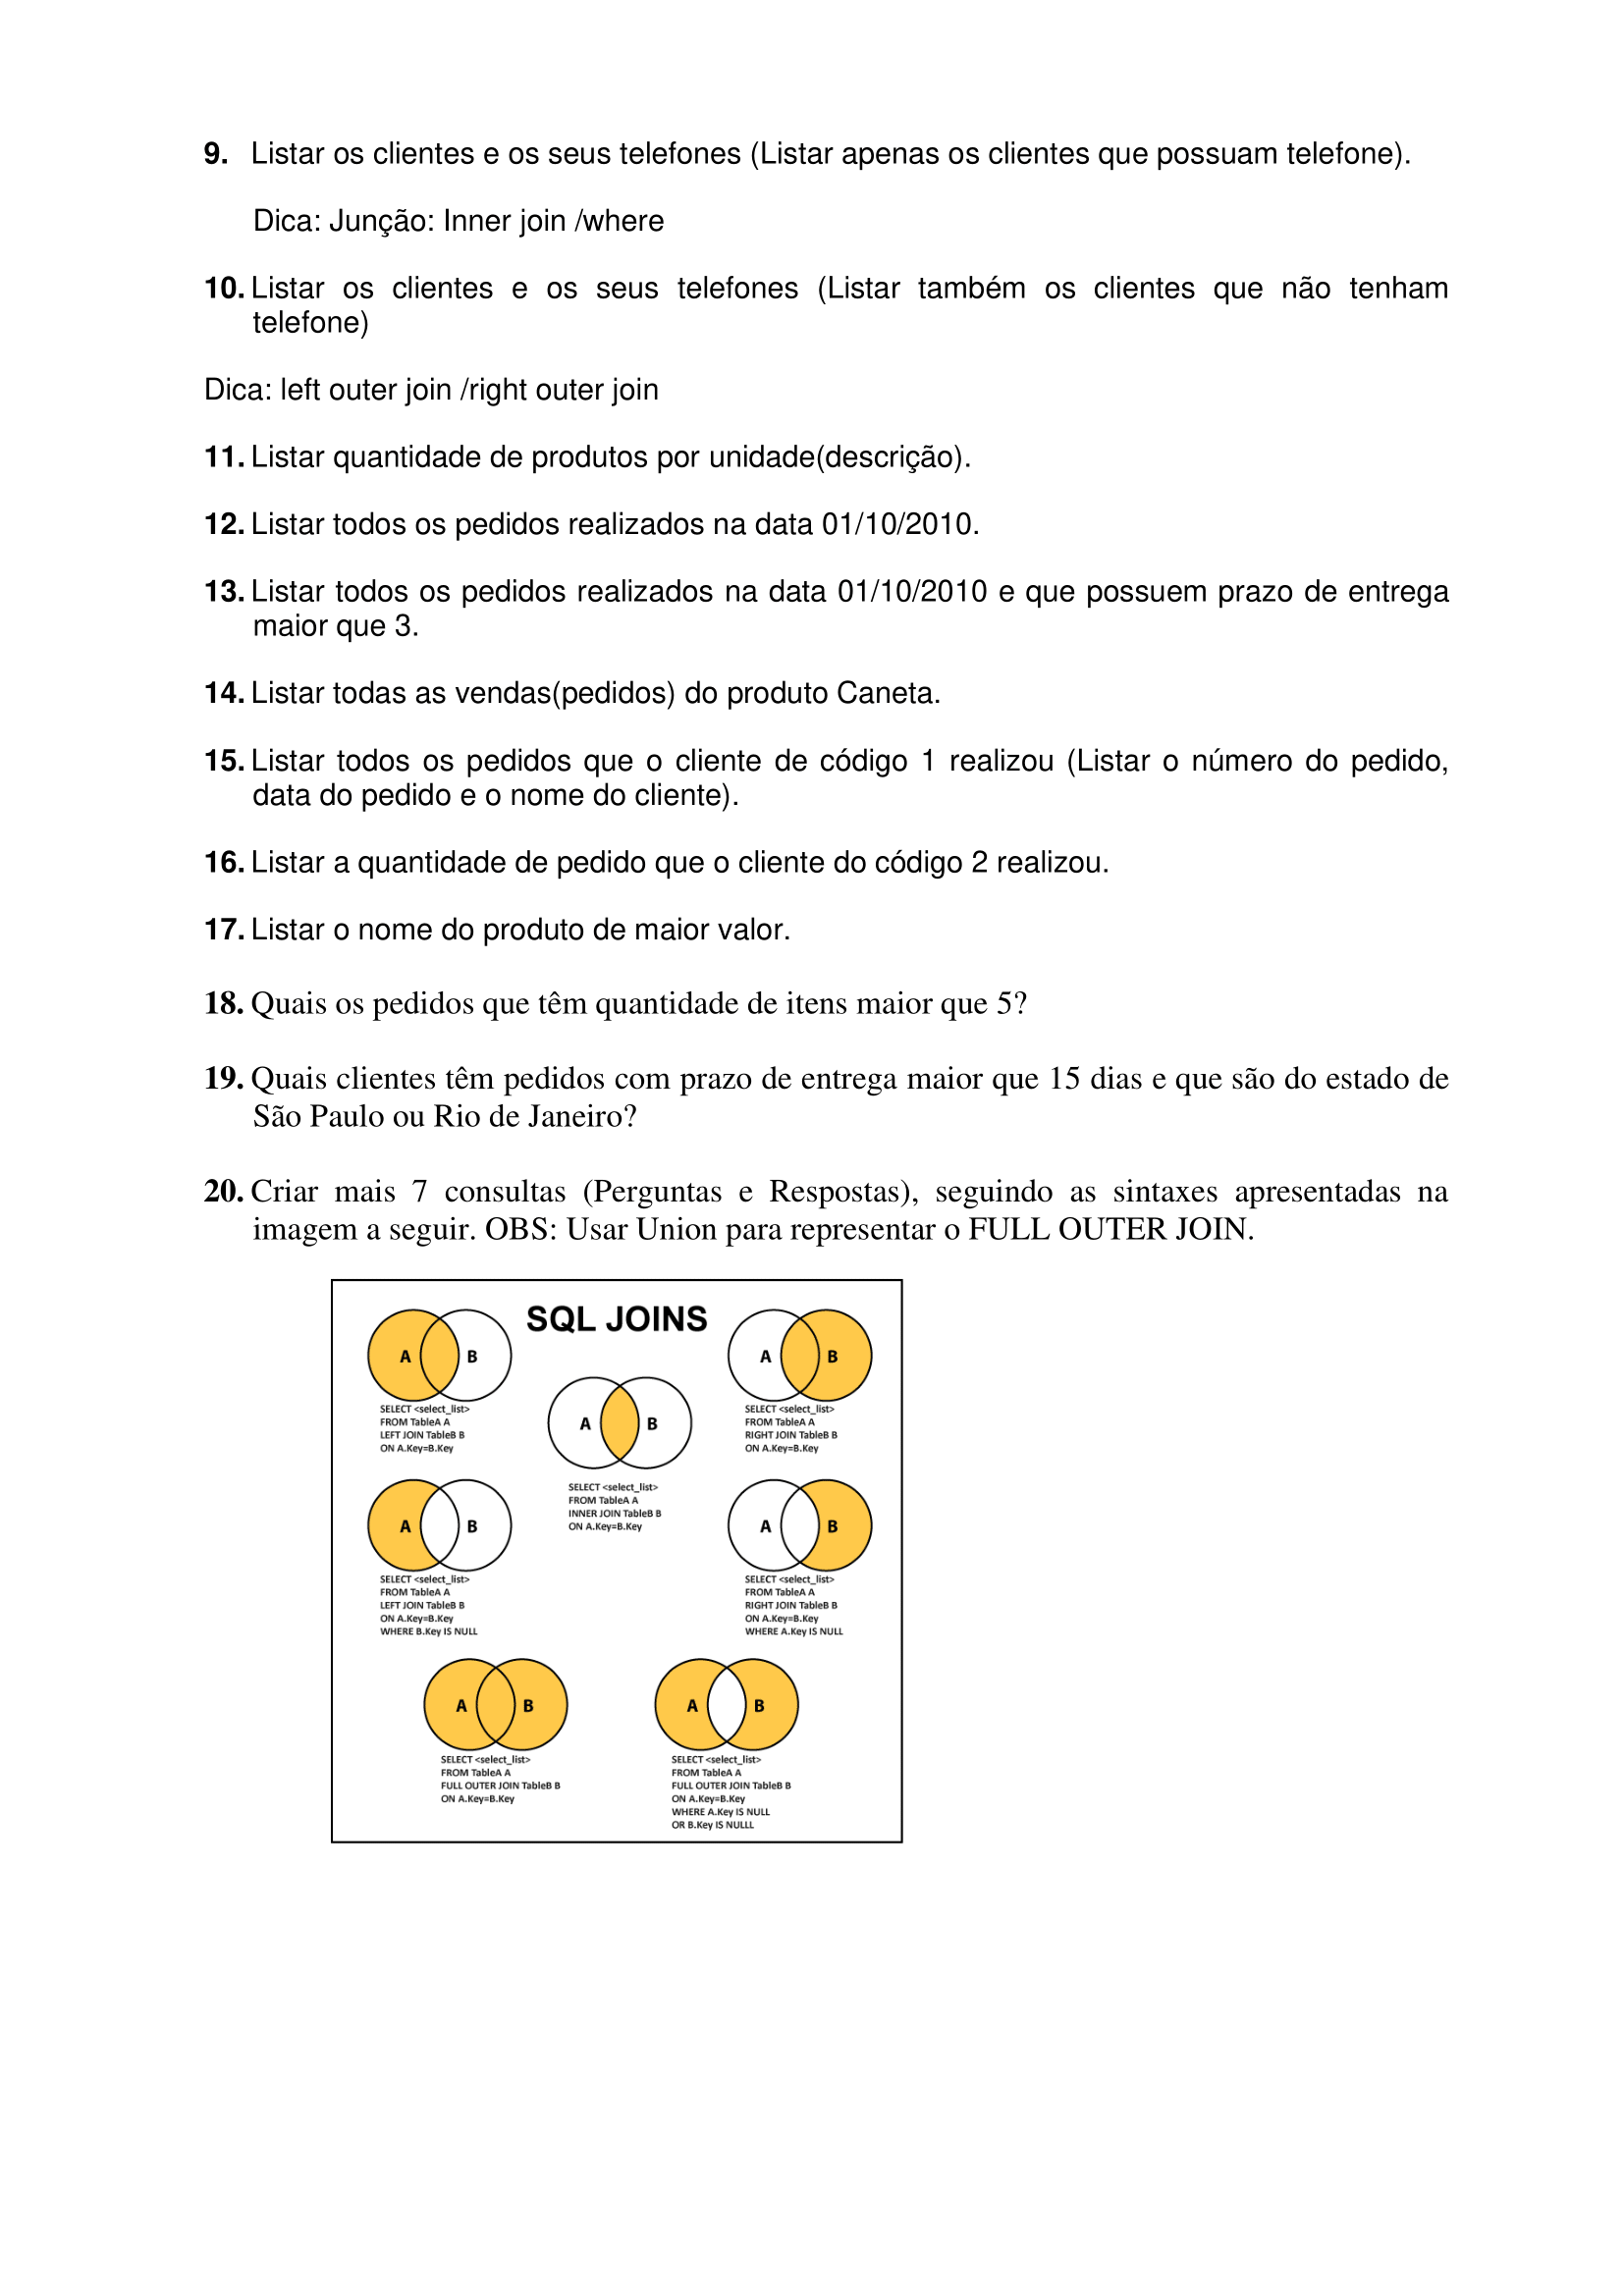 9. Listar os clientes e os seus telefones (Listar apenas os clientes que possuam telefone).
Dica: Junção: Inner join /where
10. Listar os clientes e os seus telefones (Listar também os clientes que não tenham
telefone)
Dica: left outer join /right outer join
11. Listar quantidade de produtos por unidade(descrição).
12. Listar todos os pedidos realizados na data 01/10/2010.
13. Listar todos os pedidos realizados na data 01/10/2010 e que possuem prazo de entrega
maior que 3.
14. Listar todas as vendas(pedidos) do produto Caneta.
15. Listar todos os pedidos que o cliente de código 1 realizou (Listar o número do pedido,
data do pedido e o nome do cliente).
16. Listar a quantidade de pedido que o cliente do código 2 realizou.
17. Listar o nome do produto de maior valor.
18. Quais os pedidos que têm quantidade de itens maior que 5?
19. Quais clientes têm pedidos com prazo de entrega maior que 15 dias e que são do estado de
São Paulo ou Rio de Janeiro?
20. Criar mais 7 consultas (Perguntas e Respostas), seguindo as sintaxes apresentadas na
imagem a seguir. OBS: Usar Union para representar o FULL OUTER JOIN.
SQL JOINS
A B
SELECT <select_list>
FROM TableA A
LEFT JOIN TableB B
ON A.Key=B.Key
A B
SELECT <select_list>
FROM TableA A
INNER JOIN TableB B
ON A.Key=B.Key
A B
SELECT <select_list>
FROM TableA A
RIGHT JOIN TableB B
ON A.Key=B.Key
A B
SELECT <select_list>
FROM TableA A
LEFT JOIN TableB B
ON A.Key=B.Key
WHERE B.Key IS NULL
A B
SELECT <select_list>
FROM TableA A
RIGHT JOIN TableB B
ON A.Key=B.Key
WHERE A.Key IS NULL
A B
SELECT <select_list>
FROM TableA A
FULL OUTER JOIN TableB B
ON A.Key=B.Key
A B
SELECT <select_list>
FROM TableA A
FULL OUTER JOIN TableB B
ON A.Key=B.Key
WHERE A.Key IS NULL
OR B.Key IS NULLL